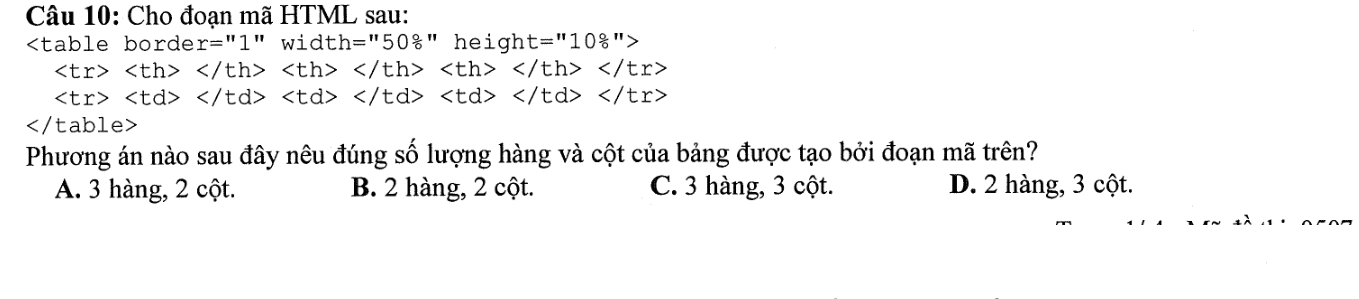 Câu 10: Cho đoạn mã HTML sau:
<table border="1" width="50%" height="10%">
<tr> <th> </th> <th> </th> <th> </th> </tr>
<tr> <td> </td> <td> </td> <td> </td> </tr>
</table>
Phương án nào sau đây nêu đúng số lượng hàng và cột của bảng được tạo bởi đoạn mã trên?
A. 3 hàng, 2 cột. B. 2 hàng, 2 cột. C. 3 hàng, 3 cột. D. 2 hàng, 3 cột.